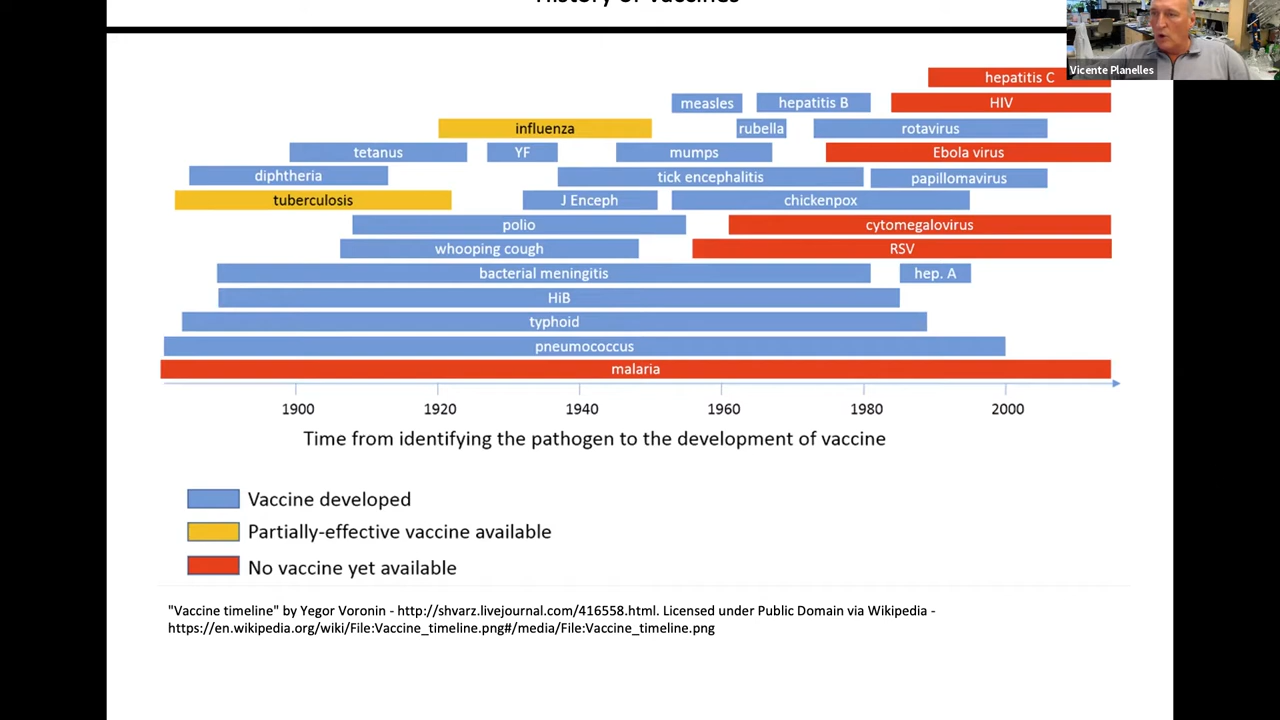 History of Vaccines
Vicente Planelles
hepatitis C
measles hepatitis B HIV
influenza rubella rotavirus
tetanus YF mumps Ebola virus
diphtheria tick encephalitis papillomavirus
tuberculosis J Enceph chickenpox
polio cytomegalovirus
whooping cough RSV
bacterial meningitis hep. A
HiB
typhoid
pneumococcus
malaria
1900 1920 1940 1960 1980 2000
Time from identifying the pathogen to the development of vaccine
Vaccine developed
Partially-effective vaccine available
No vaccine yet available
"Vaccine timeline" by Yegor Voronin - http://shvarz.livejournal.com/416558.html. Licensed under Public Domain via Wikipedia -
https://en.wikipedia.org/wiki/File:Vaccine_timeline.png#/media/File:Vaccine_timeline.png